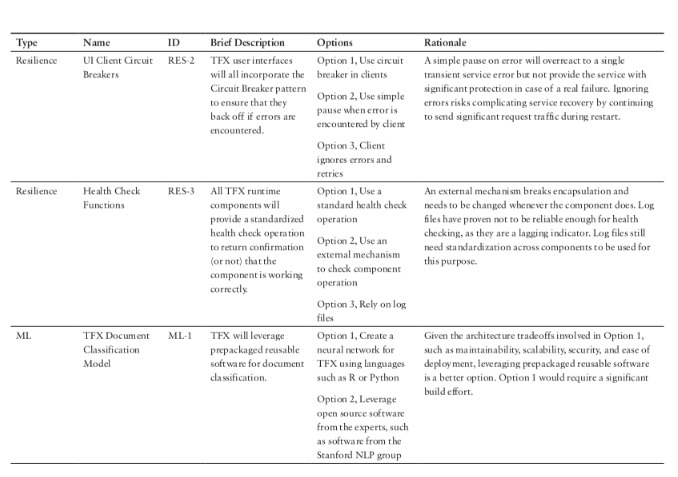 Type Name ID Brief Description Options Rationale
Resilience
UI Client Circuit
Breakers
RES-2
TFX user interfaces
will all incorporate the
Circuit Breaker pattern
to ensure that they
back off if errors are
encountered.
Option 1, Use circuit
breaker in clients
Option 2, Use simple
pause when error is
encountered by client
Option 3, Client
ignores errors and
retries
A simple pause on error will overreact to a single
transient service error but not provide the service with
significant protection in case of a real failure. Ignoring
errors risks complicating service recovery by continuing
to send significant request traffic during restart.
Resilience
Health Check
Functions
RES-3
All TFX runtime
components will
provide a standardized
health check operation
to return confirmation
(or not) that the
component is working
correctly.
Option 1, Use a
standard health check
operation
Option 2, Use an
external mechanism
to check component
operation
Option 3, Rely on log
files
An external mechanism breaks encapsulation and
needs to be changed whenever the component does. Log
files have proven not to be reliable enough for health
checking, as they are a lagging indicator. Log files still
need standardization across components to be used for
this purpose.
ML
TFX Document
Classification
Model
ML-1
TFX will leverage
prepackaged reusable
software for document
classification.
Option 1, Create a
neural network for
TFX using languages
such as R or Python
Option 2, Leverage
open source software
from the experts, such
as software from the
Stanford NLP group
Given the architecture tradeoffs involved in Option 1,
such as maintainability, scalability, security, and ease of
deployment, leveraging prepackaged reusable software
is a better option. Option 1 would require a significant
build effort.